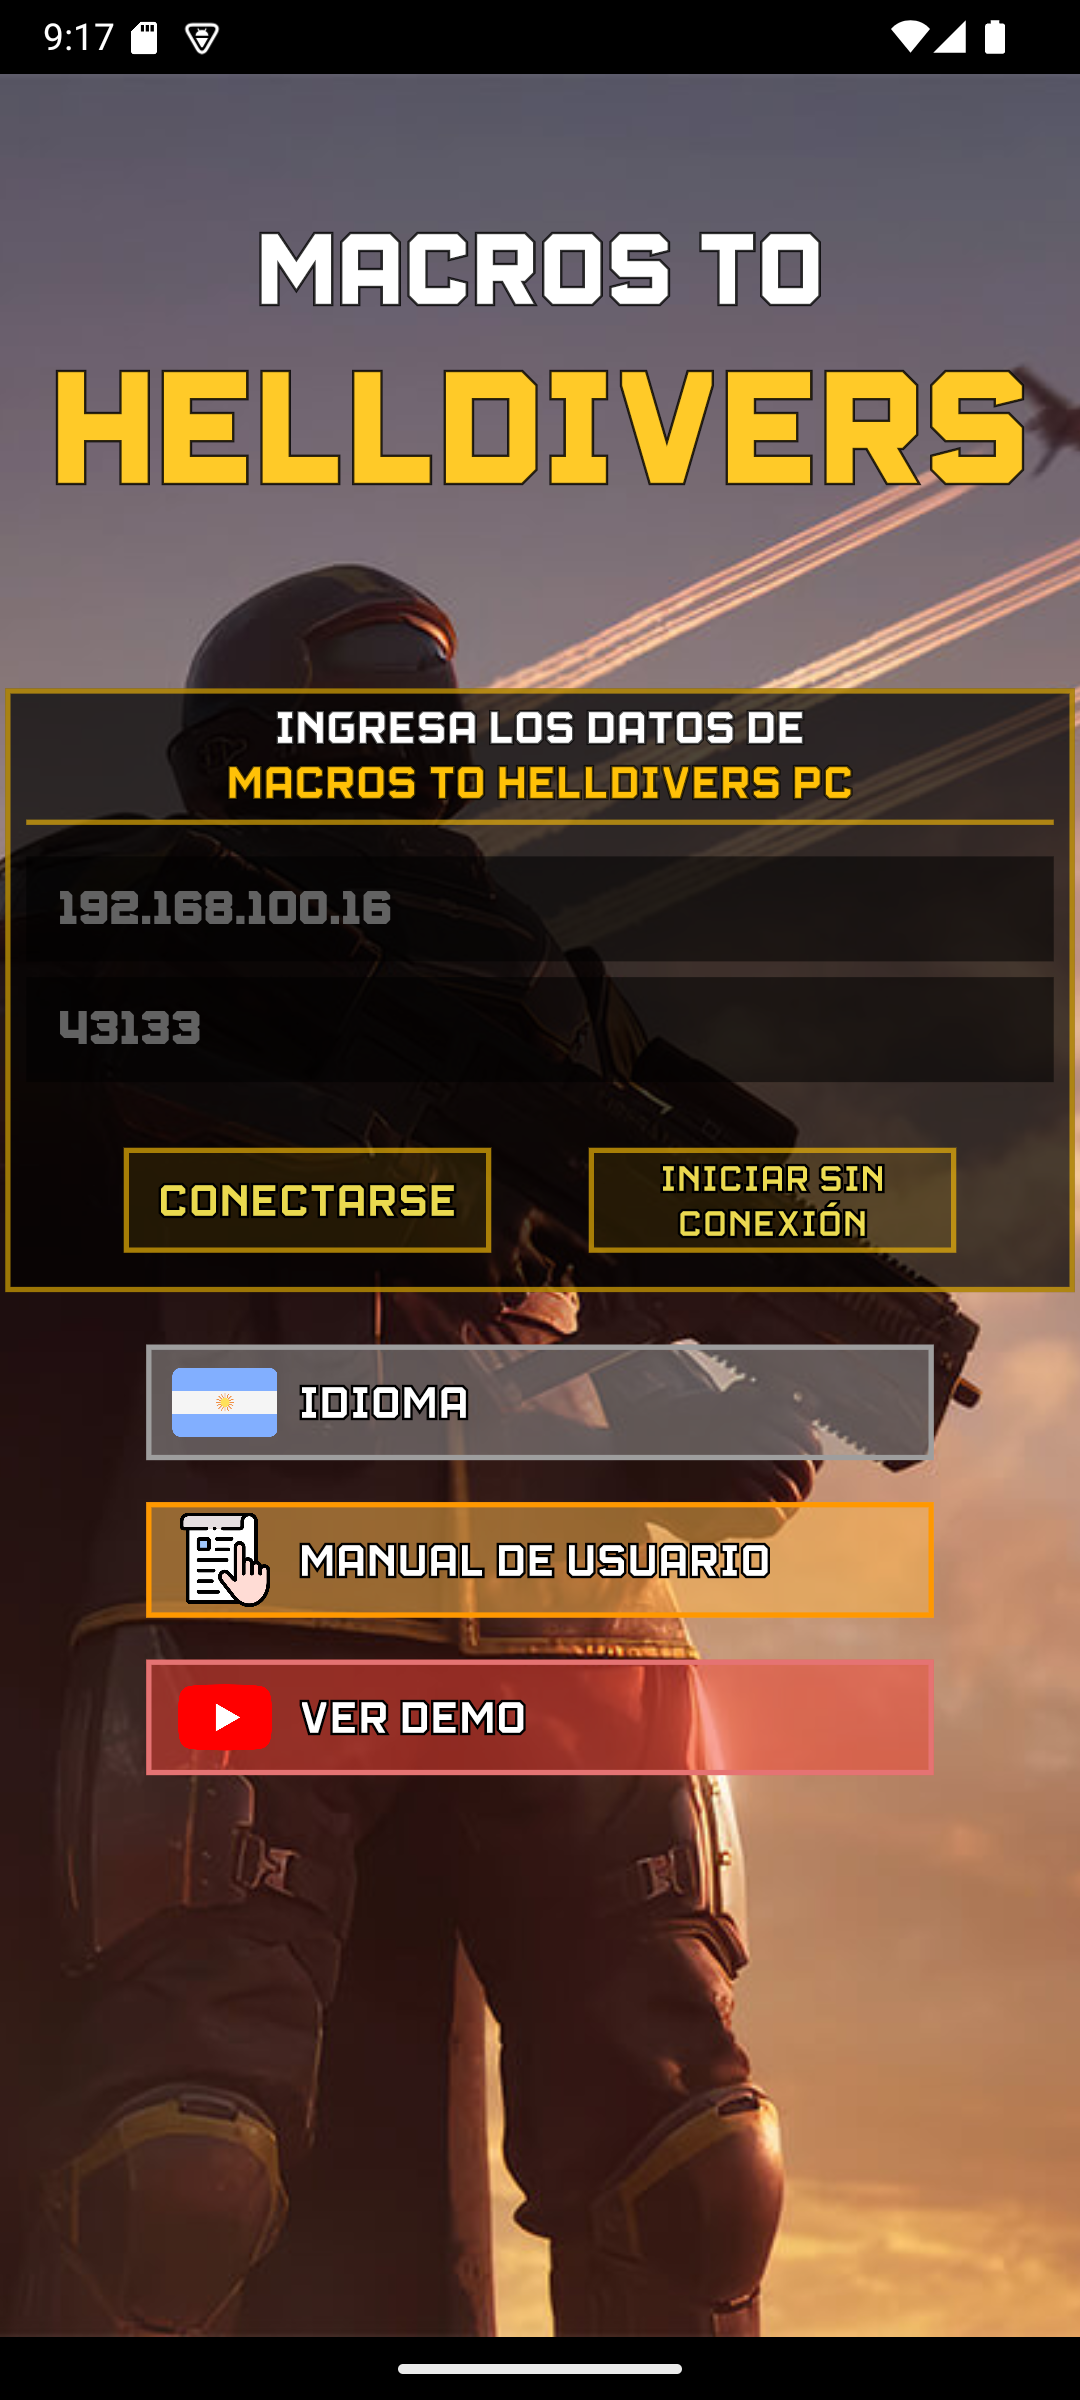 9:17
MACROS TO
HELLDIVERS
INGRESA LOS DATOS DE
MACROS TO HELLDIVERS PC
192.168.100.16
43133
CONECTARSE
INICIAR SIN
CONEXIÓN
IDIOMA
MANUAL DE USUARIO
VER DEMO